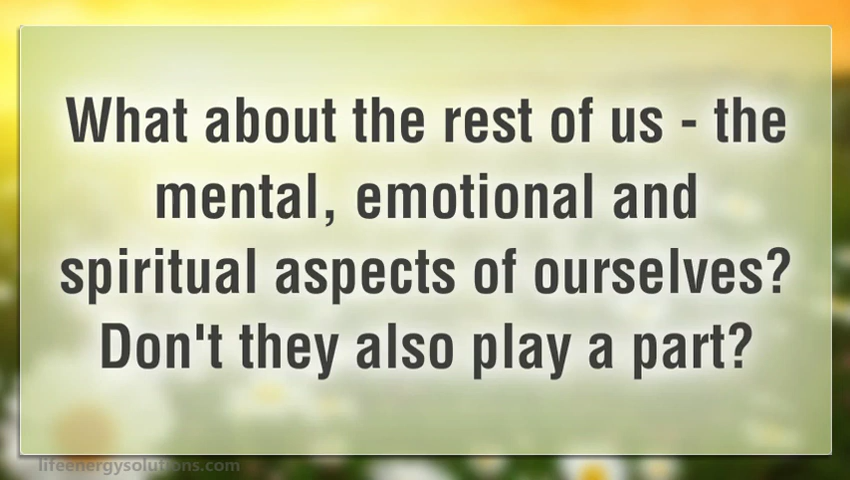 What about the rest of us - the
mental, emotional and
spiritual aspects of ourselves?
Don't they also play a part?
lifeenergysolutions.com